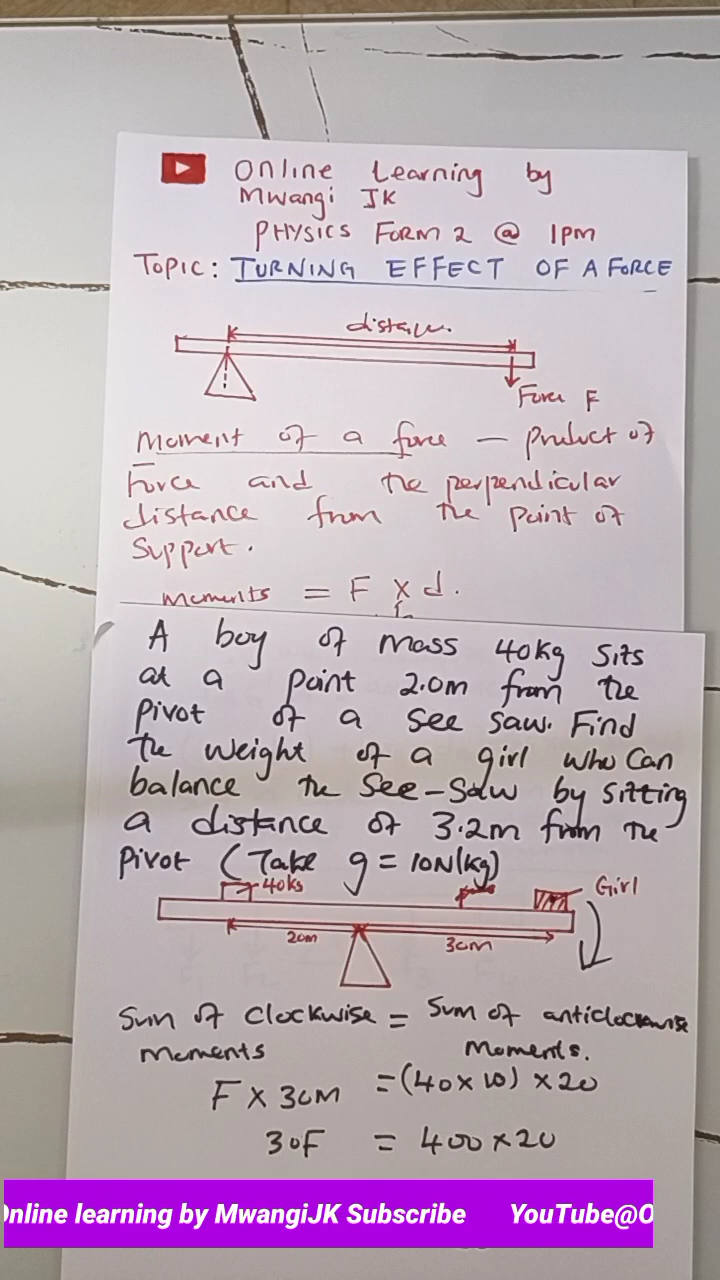 Online Learning by
Mwangi JK
PHYSICS FORM 2 @ 1PM
TOPIC: TURNING EFFECT OF A FORCE
distance
Force F
Moment of a force — product of
Force and the perpendicular
distance from the point of
support.
moments = F x d.
A boy of mass 40kg sits
at a point 2.0m from the
pivot of a see saw. Find
the weight of a girl who can
balance the see-saw by sitting
a distance of 3.2m from the
pivot (Take g = 10N/kg)
40kg
Girl
20m
30m
Sum of clockwise = Sum of anticlockwise
moments
Moments.
F x 30M = (40 x 10) x 20
30F = 400 x 20
Online learning by MwangiJK Subscribe YouTube@O